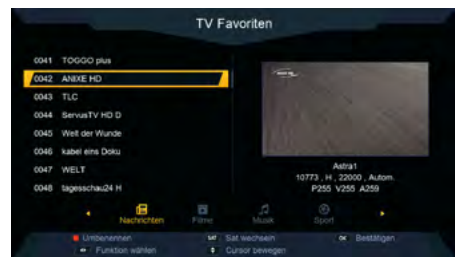 TV Favoriten
0041 TOGGO plus
0042 ANIXE HD
0043 TLC
0044 ServusTV HD D
0045 Welt der Wunde
0046 kabel eins Doku
0047 WELT
0048 tagesschau24 H
Astra1
10773 , H , 22000 , Autom.
P255 V255 A259
Nachrichten Filme Musik Sport
Umbenennen SAT Sat wechseln OK Bestätigen
Funktion wählen Cursor bewegen